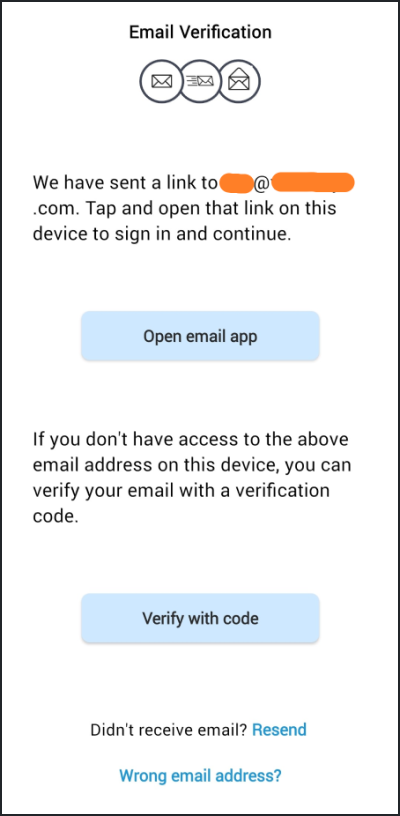 Email Verification
We have sent a link to @
.com. Tap and open that link on this
device to sign in and continue.
Open email app
If you don't have access to the above
email address on this device, you can
verify your email with a verification
code.
Verify with code
Didn't receive email? Resend
Wrong email address?